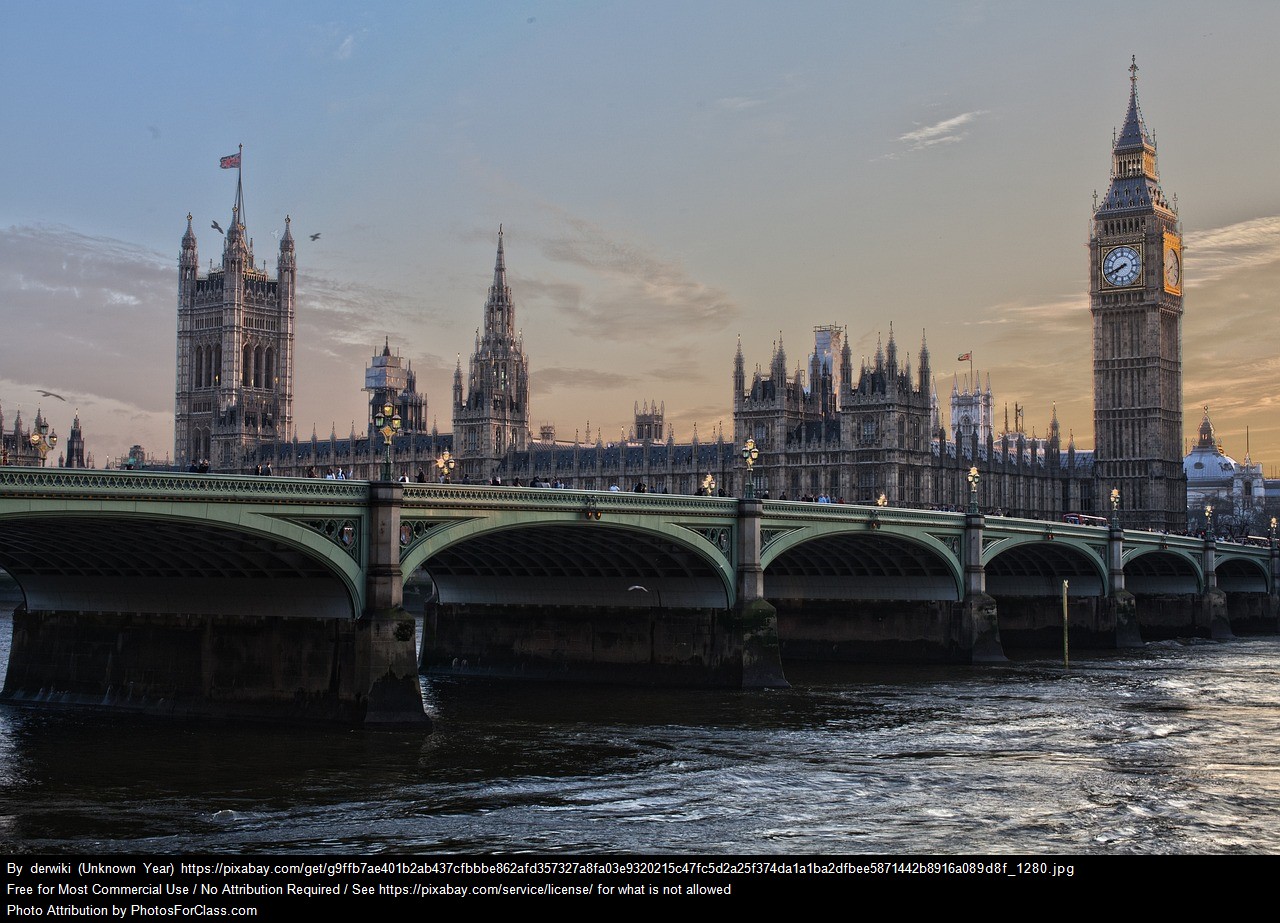 By derwiki (Unknown Year) https://pixabay.com/get/g9ffb7ae401b2ab437cfbbbe862afd357327a8fa03e9320215c47fc5d2a25f374da1a1ba2dfbee5871442b8916a089d8f_1280.jpg
Free for Most Commercial Use / No Attribution Required / See https://pixabay.com/service/license/ for what is not allowed
Photo Attribution by PhotosForClass.com